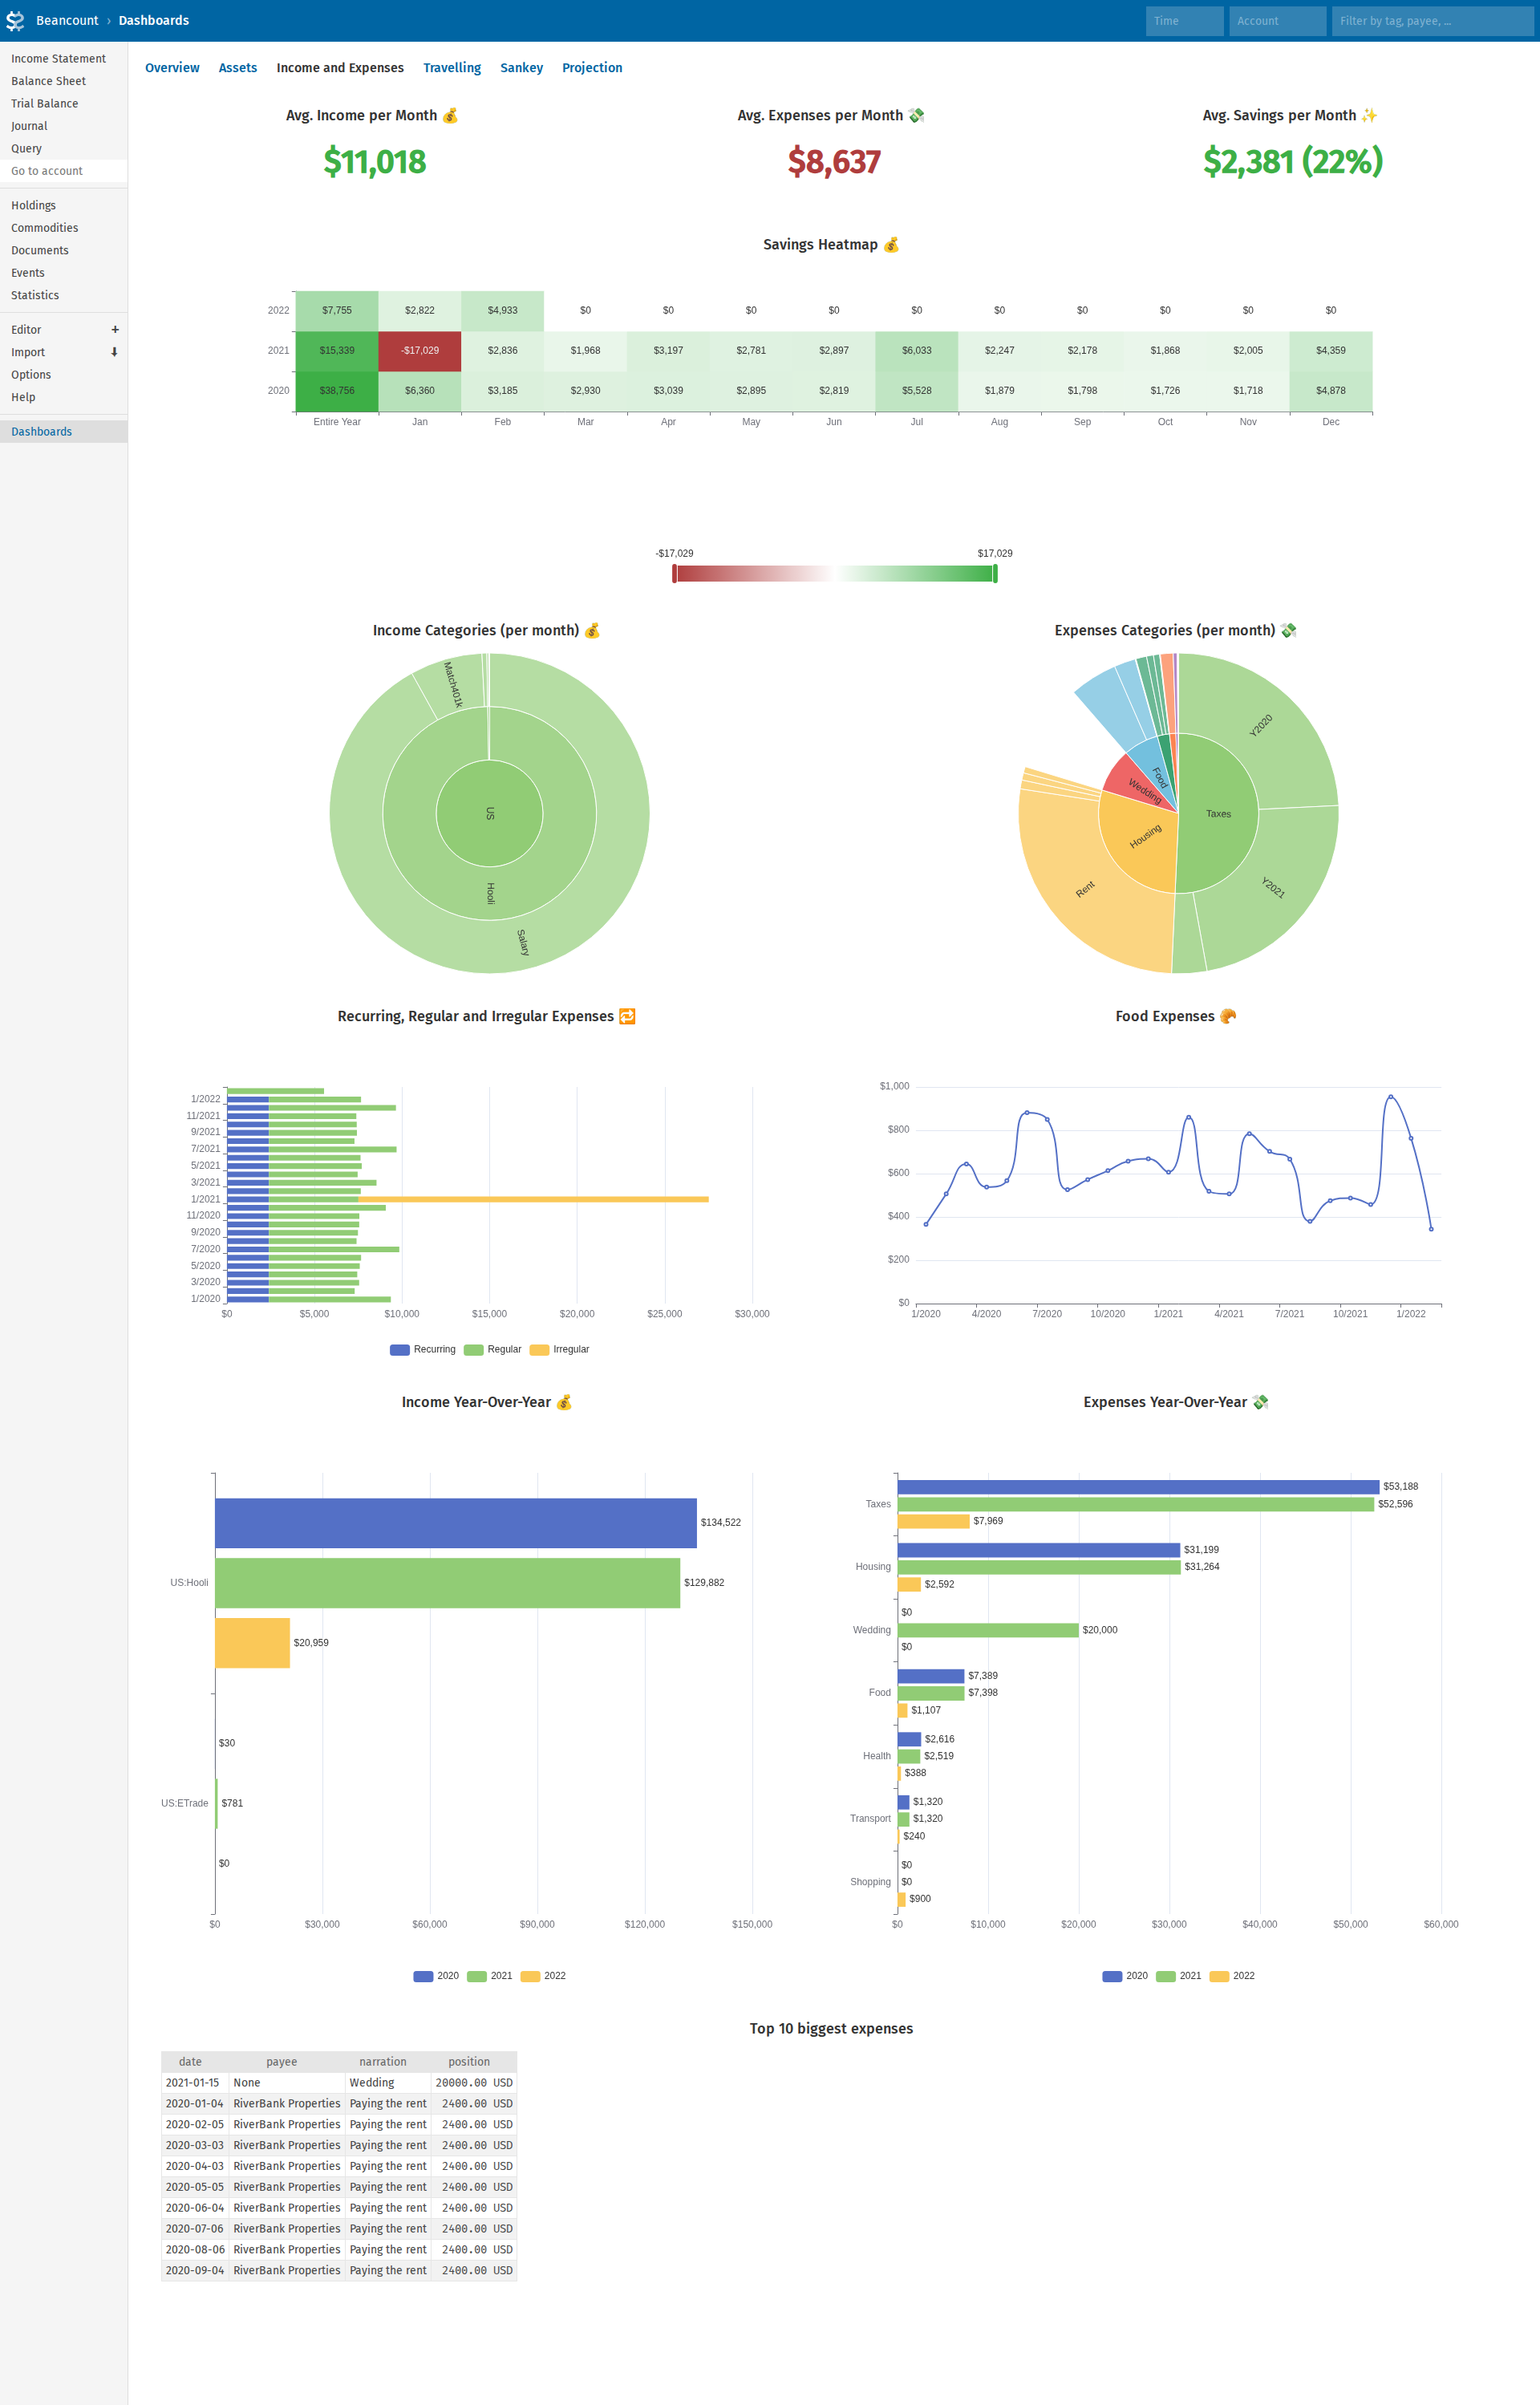 Beancount › Dashboards
Time
Account
Filter by tag, payee, ...
Income Statement
Balance Sheet
Trial Balance
Journal
Query
Go to account
Holdings
Commodities
Documents
Events
Statistics
Editor +
Import ⬇
Options
Help
Dashboards
Overview Assets Income and Expenses Travelling Sankey Projection
Avg. Income per Month 💰
$11,018
Avg. Expenses per Month 💸
$8,637
Avg. Savings per Month ✨
$2,381 (22%)
Savings Heatmap 💰
2022 $7,755 $2,822 $4,933 $0 $0 $0 $0 $0 $0 $0 $0 $0 $0
2021 $15,339 -$17,029 $2,836 $1,968 $3,197 $2,781 $2,897 $6,033 $2,247 $2,178 $1,868 $2,005 $4,359
2020 $38,756 $6,360 $3,185 $2,930 $3,039 $2,895 $2,819 $5,528 $1,879 $1,798 $1,726 $1,718 $4,878
Entire Year Jan Feb Mar Apr May Jun Jul Aug Sep Oct Nov Dec
-$17,029 $17,029
Income Categories (per month) 💰
Match401k
US
Hooli
Salary
Expenses Categories (per month) 💸
Y2020
Food
Wedding
Taxes
Housing
Rent
Y2021
Recurring, Regular and Irregular Expenses 🔁
1/2022
11/2021
9/2021
7/2021
5/2021
3/2021
1/2021
11/2020
9/2020
7/2020
5/2020
3/2020
1/2020
$0 $5,000 $10,000 $15,000 $20,000 $25,000 $30,000
Recurring Regular Irregular
Food Expenses 🥐
$1,000
$800
$600
$400
$200
$0
1/2020 4/2020 7/2020 10/2020 1/2021 4/2021 7/2021 10/2021 1/2022
Income Year-Over-Year 💰
$134,522
US:Hooli $129,882
$20,959
$30
US:ETrade $781
$0
$0 $30,000 $60,000 $90,000 $120,000 $150,000
2020 2021 2022
Expenses Year-Over-Year 💸
$53,188
Taxes $52,596
$7,969
$31,199
Housing $31,264
$2,592
$0
Wedding $20,000
$0
$7,389
Food $7,398
$1,107
$2,616
Health $2,519
$388
$1,320
Transport $1,320
$240
$0
Shopping $0
$900
$0 $10,000 $20,000 $30,000 $40,000 $50,000 $60,000
2020 2021 2022
Top 10 biggest expenses
date payee narration position
2021-01-15 None Wedding 20000.00 USD
2020-01-04 RiverBank Properties Paying the rent 2400.00 USD
2020-02-05 RiverBank Properties Paying the rent 2400.00 USD
2020-03-03 RiverBank Properties Paying the rent 2400.00 USD
2020-04-03 RiverBank Properties Paying the rent 2400.00 USD
2020-05-05 RiverBank Properties Paying the rent 2400.00 USD
2020-06-04 RiverBank Properties Paying the rent 2400.00 USD
2020-07-06 RiverBank Properties Paying the rent 2400.00 USD
2020-08-06 RiverBank Properties Paying the rent 2400.00 USD
2020-09-04 RiverBank Properties Paying the rent 2400.00 USD